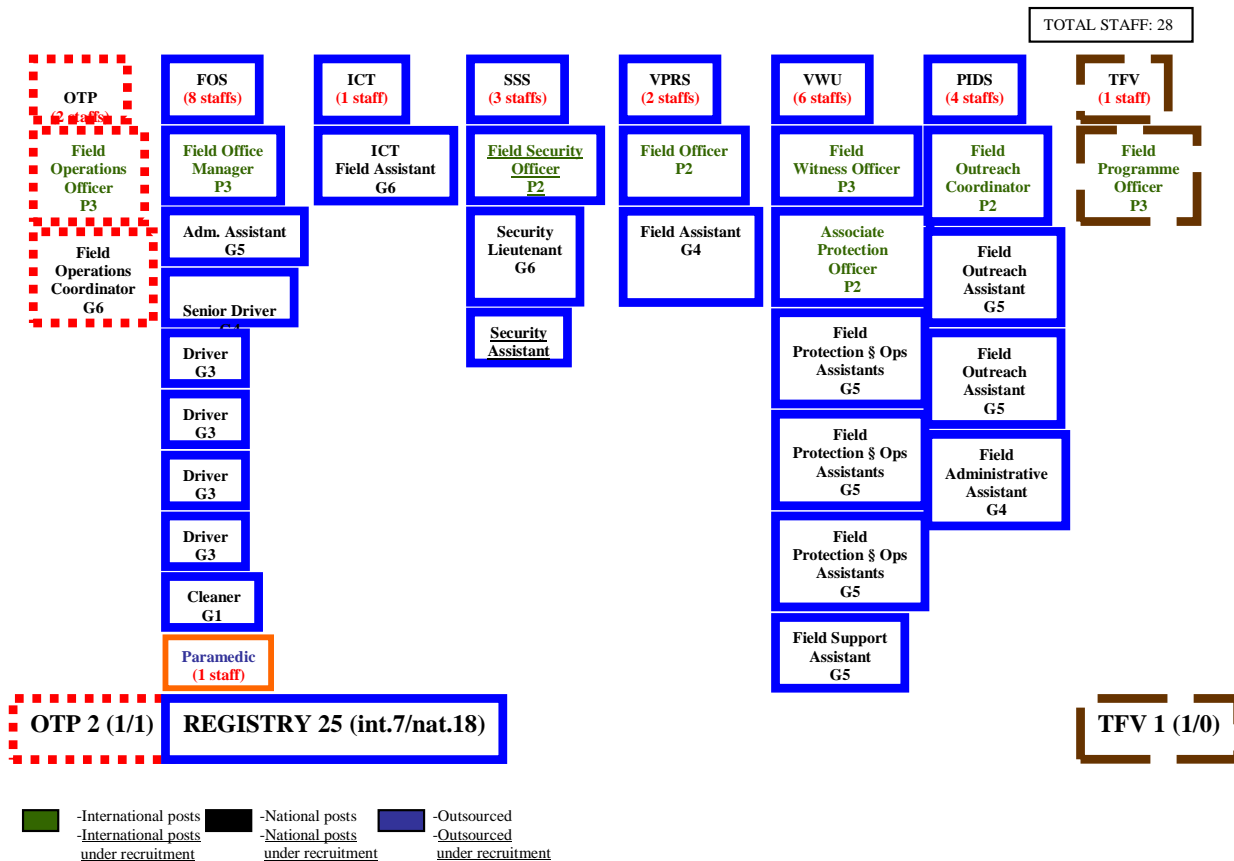 TOTAL STAFF: 28
OTP
(2 staffs)
Field
Operations
Officer
P3
Field
Operations
Coordinator
G6
FOS
(8 staffs)
Field Office
Manager
P3
Adm. Assistant
G5
Senior Driver
Driver
G3
Driver
G3
Driver
G3
Driver
G3
Cleaner
G1
Paramedic
(1 staff)
ICT
(1 staff)
ICT
Field Assistant
G6
SSS
(3 staffs)
Field Security
Officer
P2
Security
Lieutenant
G6
Security
Assistant
VPRS
(2 staffs)
Field Officer
P2
Field Assistant
G4
VWU
(6 staffs)
Field
Witness Officer
P3
Associate
Protection
Officer
P2
Field
Protection § Ops
Assistants
G5
Field
Protection § Ops
Assistants
G5
Field
Protection § Ops
Assistants
G5
Field Support
Assistant
G5
PIDS
(4 staffs)
Field
Outreach
Coordinator
P2
Field
Outreach
Assistant
G5
Field
Outreach
Assistant
G5
Field
Administrative
Assistant
G4
TFV
(1 staff)
Field
Programme
Officer
P3
OTP 2 (1/1)
REGISTRY 25 (int.7/nat.18)
TFV 1 (1/0)
-International posts
-International posts
under recruitment
-National posts
-National posts
under recruitment
-Outsourced
-Outsourced
under recruitment